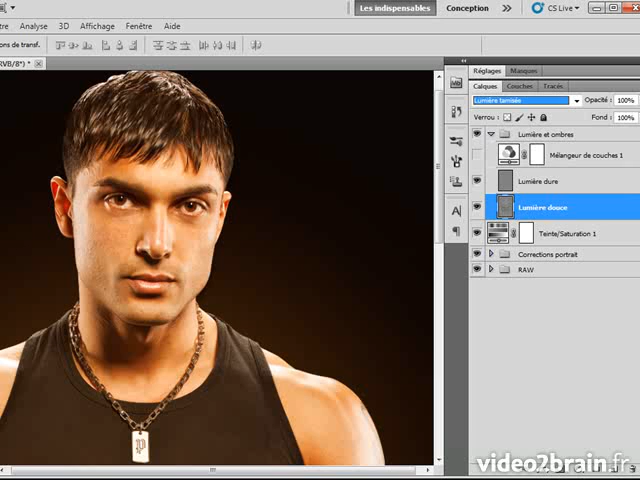 Les indispensables Conception CS Live
tre Analyse 3D Affichage Fenêtre Aide
ons de transf.
RVB/8*) *
Réglages Masques
Calques Couches Tracés
Lumière tamisée Opacité : 100%
Verrou : Fond : 100%
Lumière et ombres
Mélangeur de couches 1
Lumière dure
Lumière douce
Teinte/Saturation 1
Corrections portrait
RAW
P
video2brain.fr